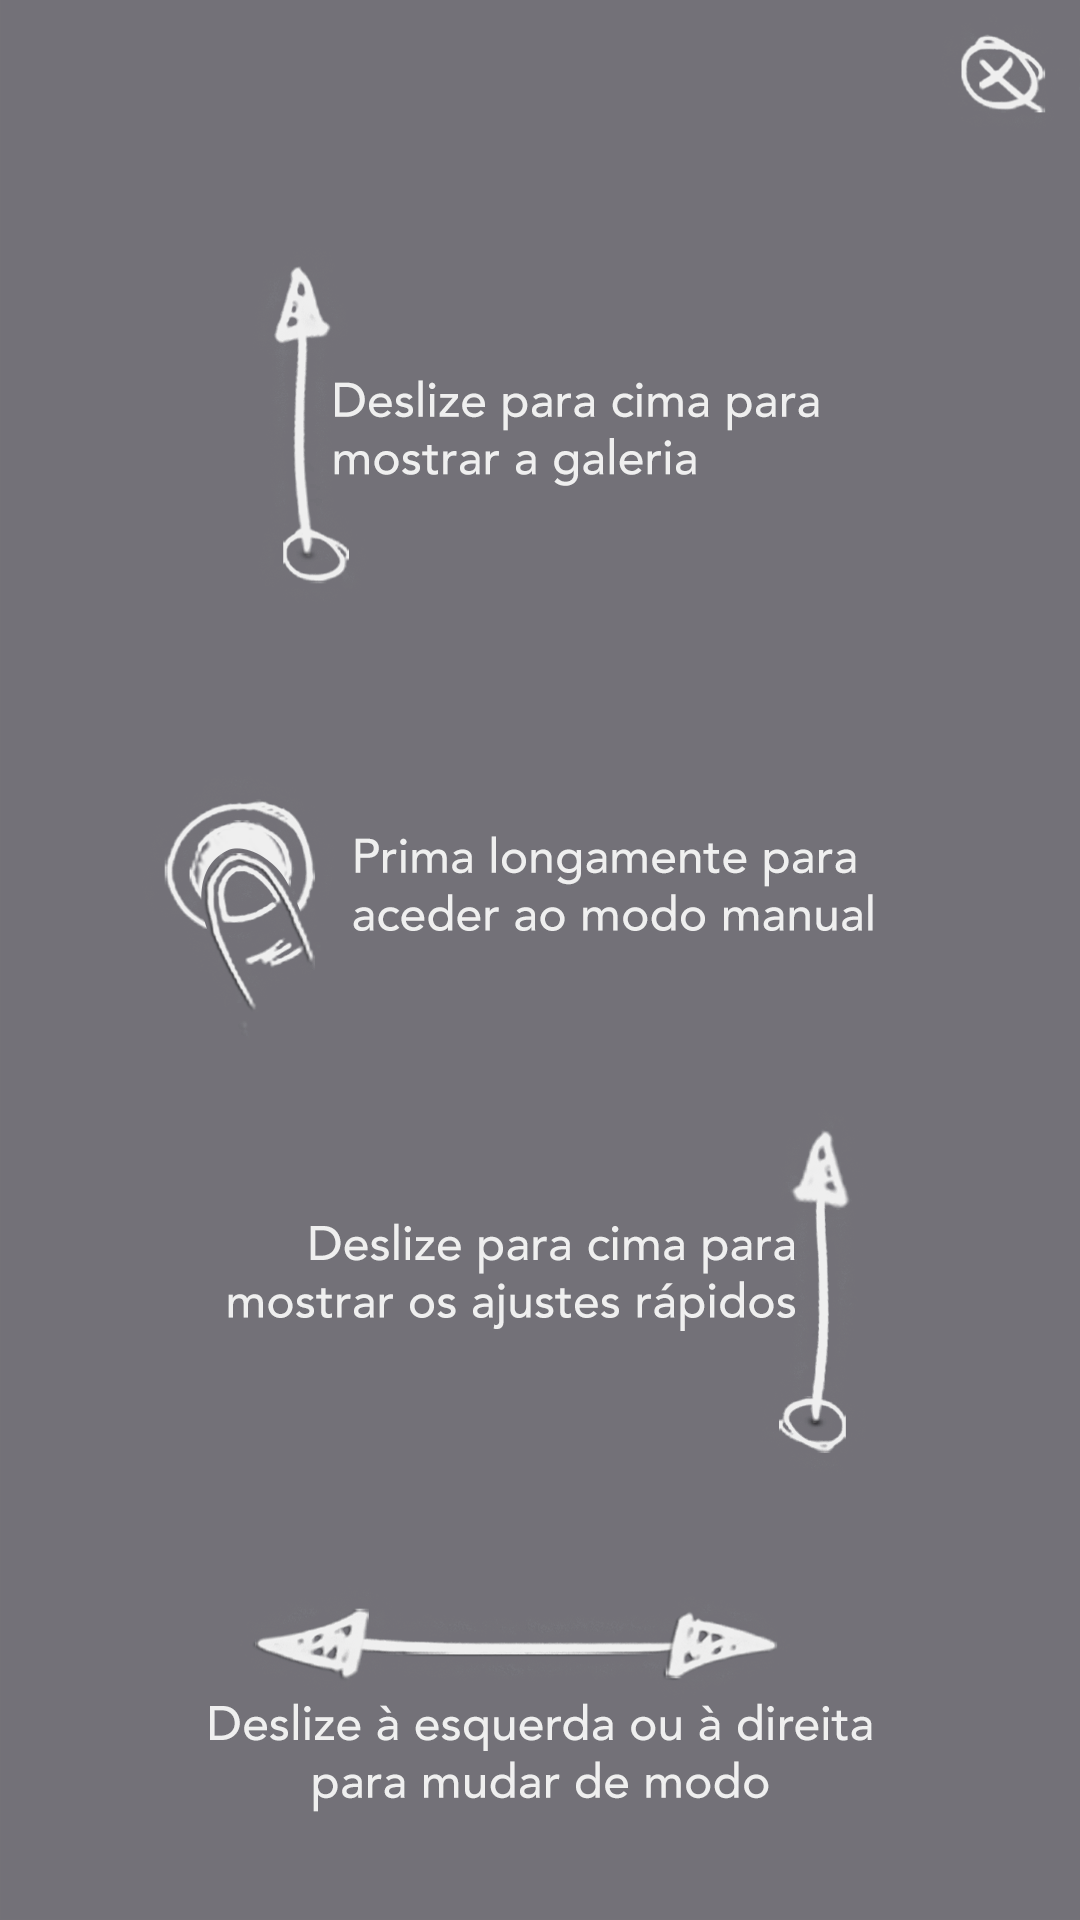 Deslize para cima para
mostrar a galeria
Prima longamente para
aceder ao modo manual
Deslize para cima para
mostrar os ajustes rápidos
Deslize à esquerda ou à direita
para mudar de modo